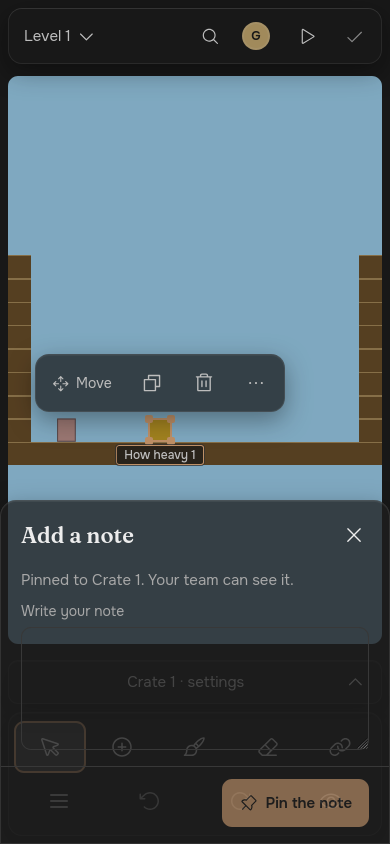 Level 1
G
Move
How heavy 1
Add a note
Pinned to Crate 1. Your team can see it.
Write your note
Crate 1 · settings
Pin the note